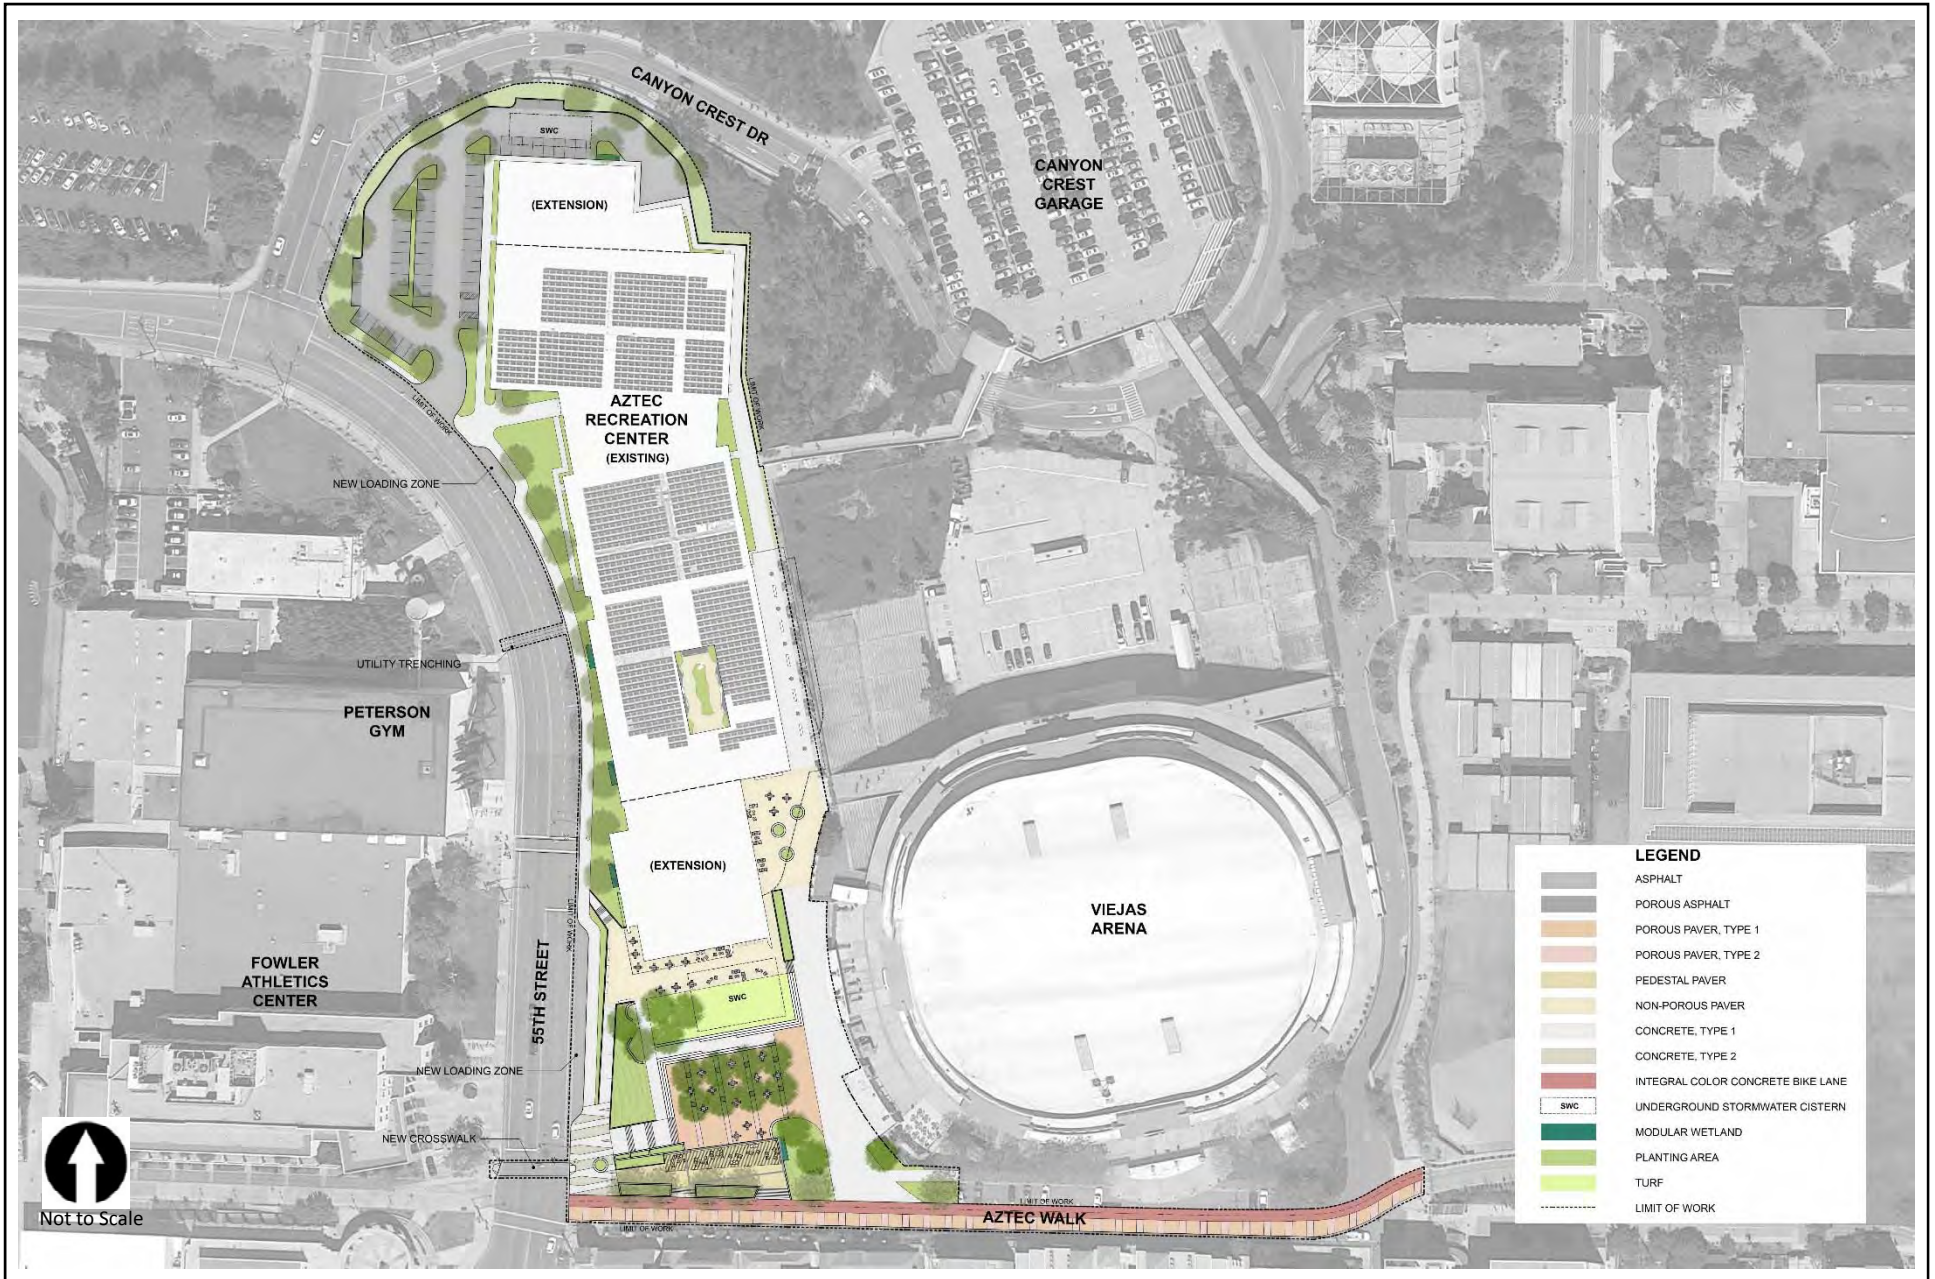 CANYON CREST DR
SWC
(EXTENSION)
CANYON
CREST
GARAGE
LIMIT OF WORK
LIMIT OF WORK
AZTEC
RECREATION
CENTER
(EXISTING)
NEW LOADING ZONE
UTILITY TRENCHING
PETERSON
GYM
(EXTENSION)
VIEJAS
ARENA
LIMIT OF WORK
FOWLER
ATHLETICS
CENTER
55TH STREET
SWC
NEW LOADING ZONE
NEW CROSSWALK
LIMIT OF WORK
AZTEC WALK
LIMIT OF WORK
Not to Scale
LEGEND
ASPHALT
POROUS ASPHALT
POROUS PAVER, TYPE 1
POROUS PAVER, TYPE 2
PEDESTAL PAVER
NON-POROUS PAVER
CONCRETE, TYPE 1
CONCRETE, TYPE 2
INTEGRAL COLOR CONCRETE BIKE LANE
SWC UNDERGROUND STORMWATER CISTERN
MODULAR WETLAND
PLANTING AREA
TURF
LIMIT OF WORK